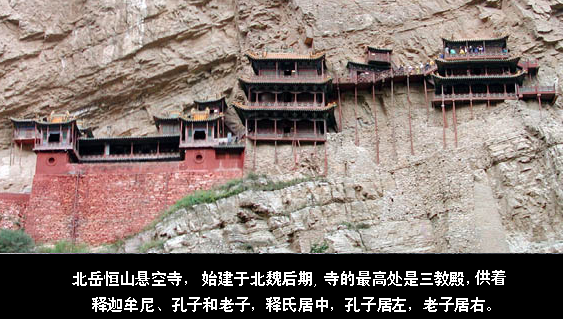 北岳恒山悬空寺，始建于北魏后期,寺的最高处是三教殿,供着
释迦牟尼、孔子和老子，释氏居中，孔子居左，老子居右。